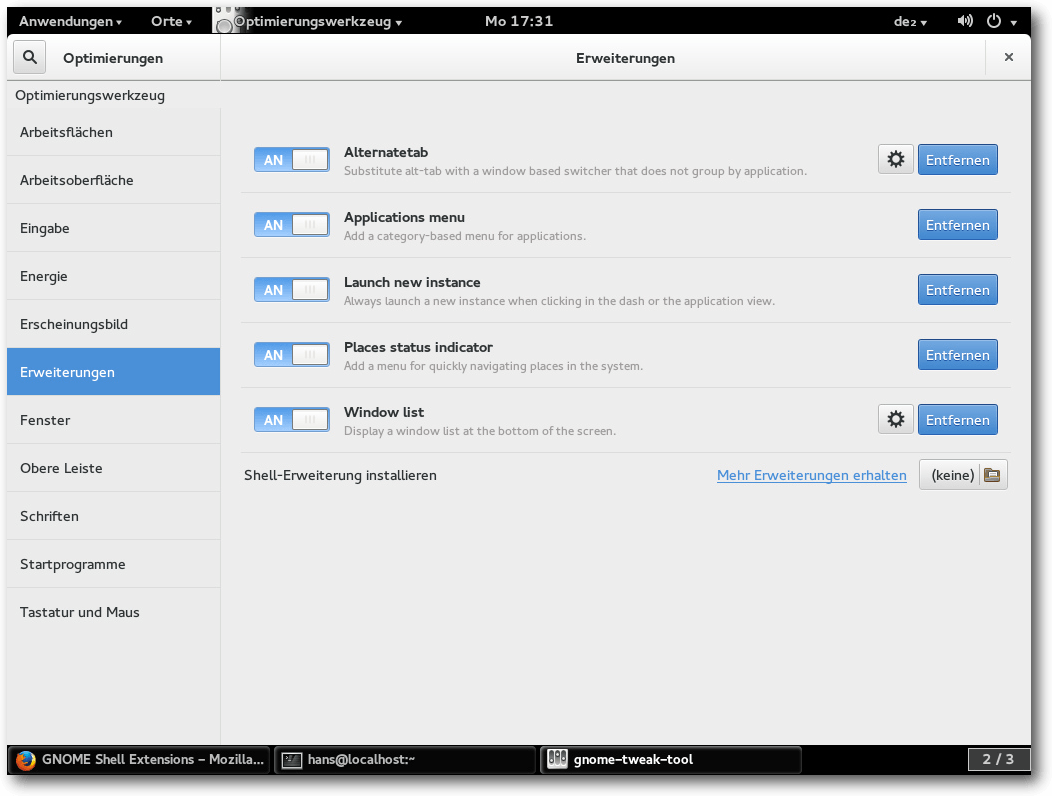 Anwendungen Orte Optimierungswerkzeug Mo 17:31 de₂
Optimierungen Erweiterungen
Optimierungswerkzeug
Arbeitsflächen
Arbeitsoberfläche
Eingabe
Energie
Erscheinungsbild
Erweiterungen
Fenster
Obere Leiste
Schriften
Startprogramme
Tastatur und Maus
AN Alternatetab Entfernen
Substitute alt-tab with a window based switcher that does not group by application.
AN Applications menu Entfernen
Add a category-based menu for applications.
AN Launch new instance Entfernen
Always launch a new instance when clicking in the dash or the application view.
AN Places status indicator Entfernen
Add a menu for quickly navigating places in the system.
AN Window list Entfernen
Display a window list at the bottom of the screen.
Shell-Erweiterung installieren Mehr Erweiterungen erhalten (keine)
GNOME Shell Extensions – Mozilla... hans@localhost:~ gnome-tweak-tool 2 / 3